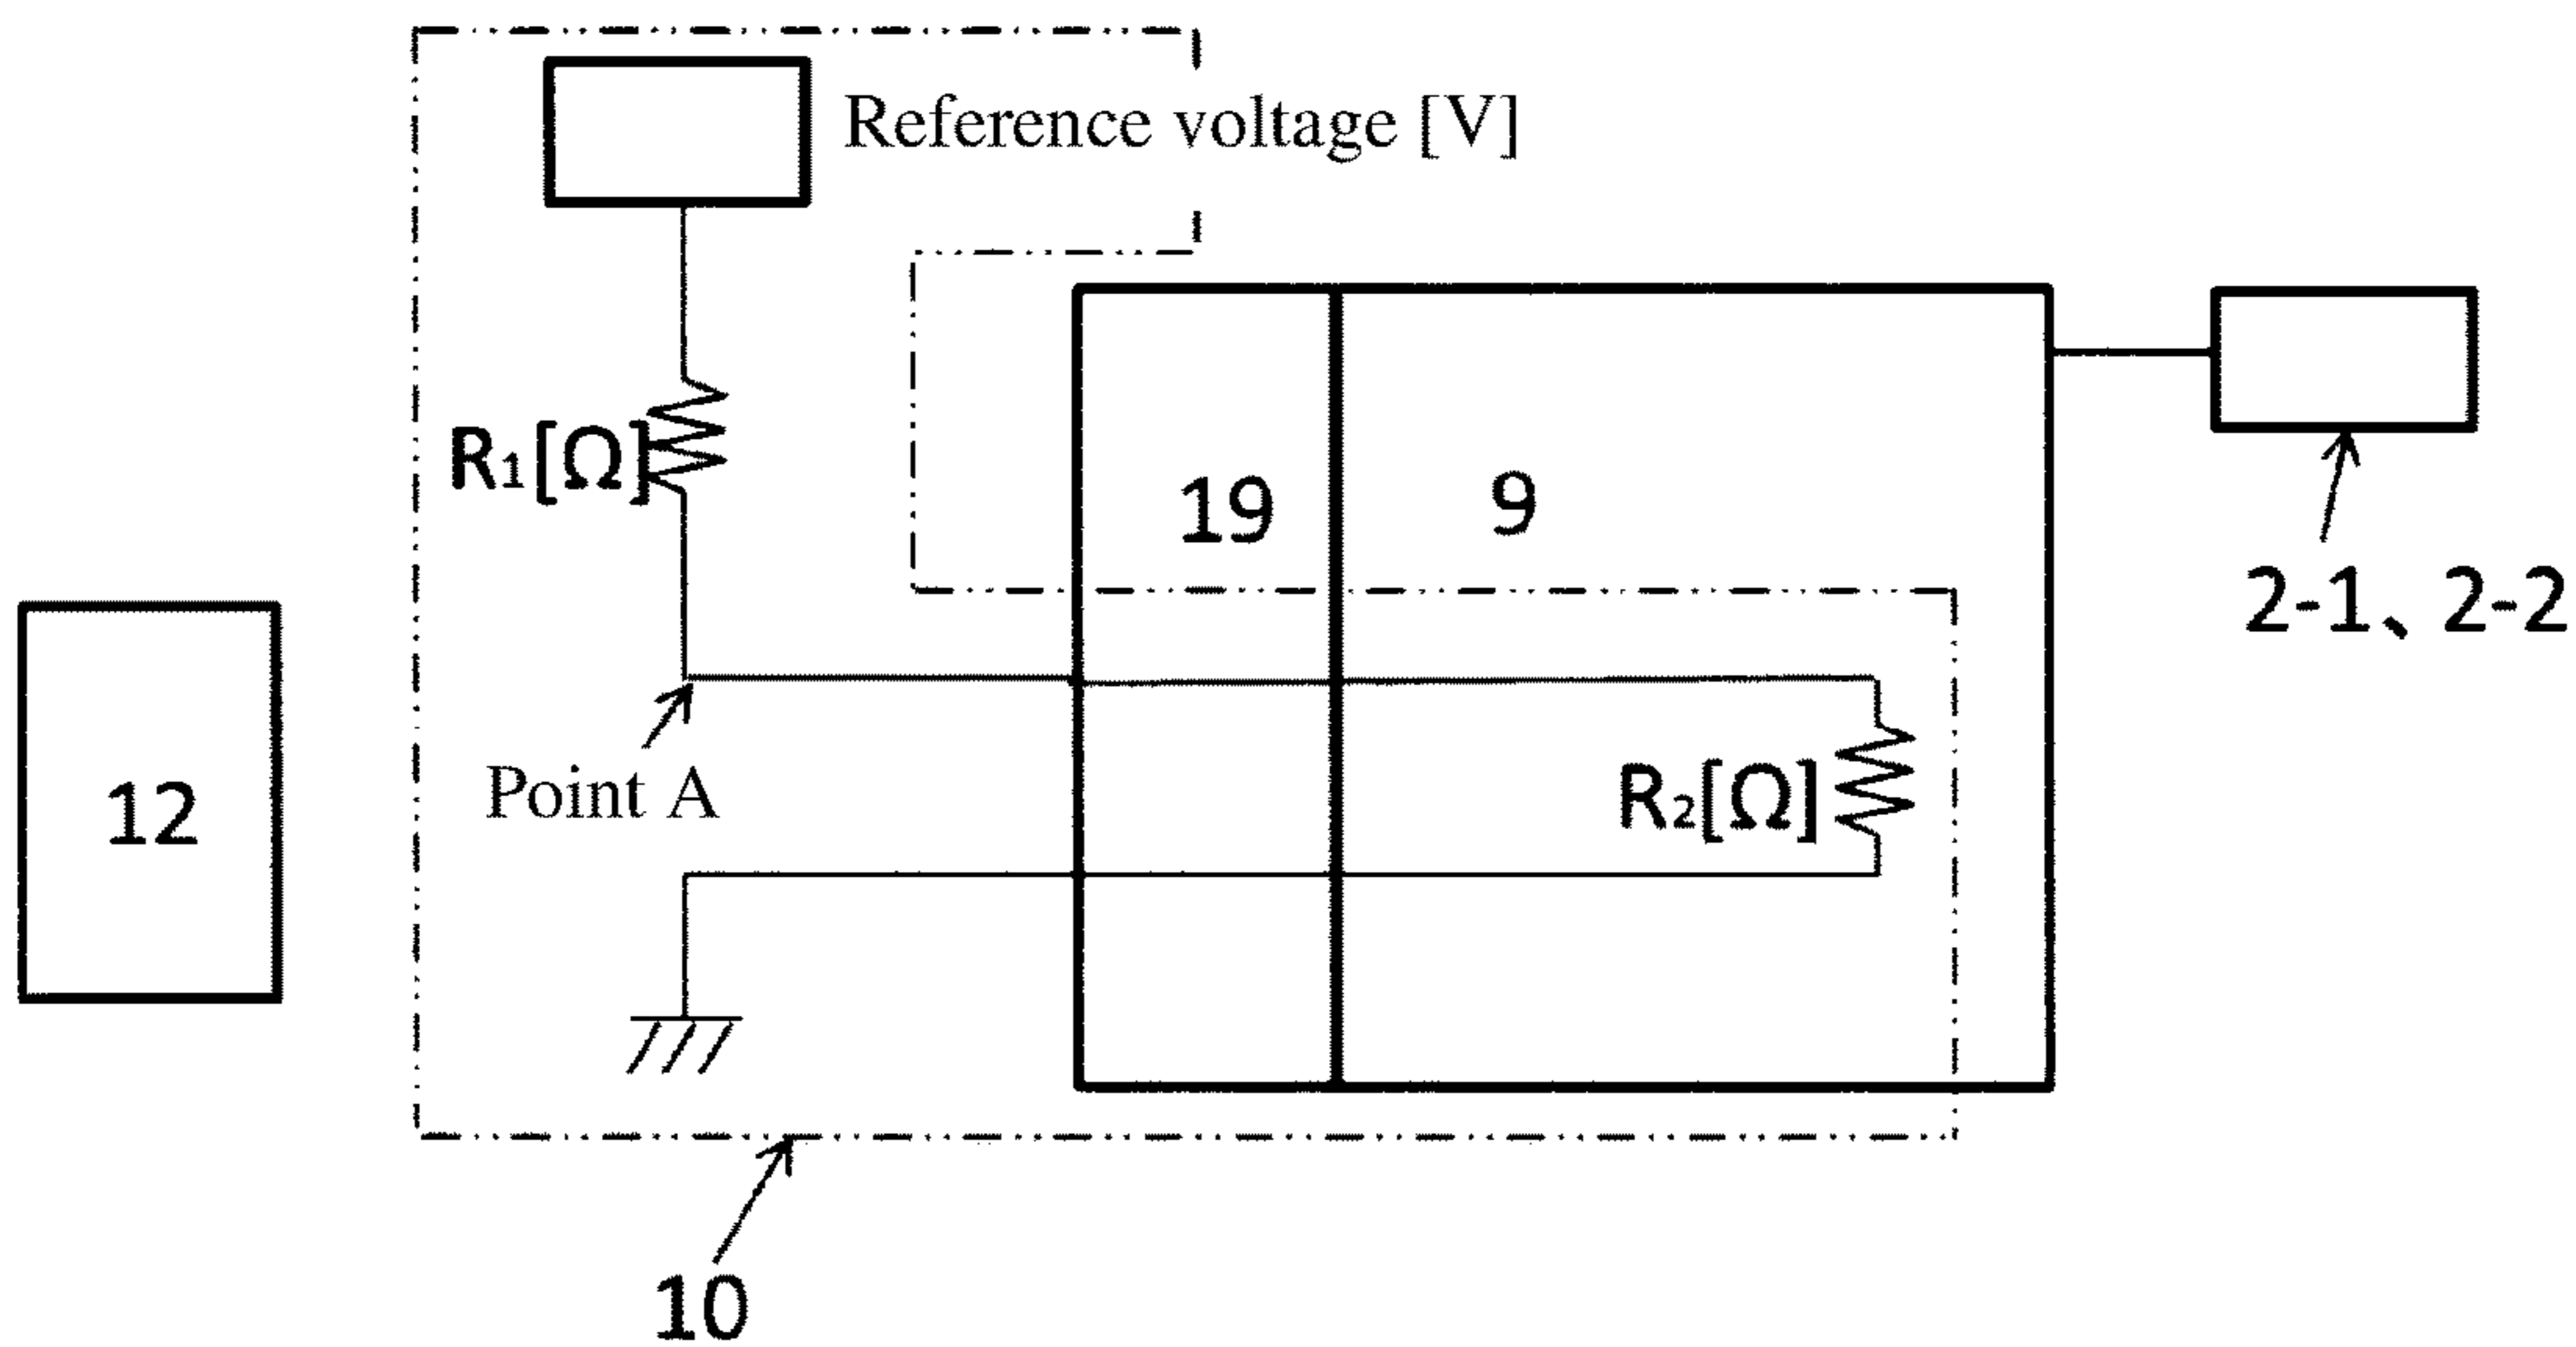 Reference voltage [V]
R1[Ω]
19
9
2-1、2-2
12
Point A
R2[Ω]
10